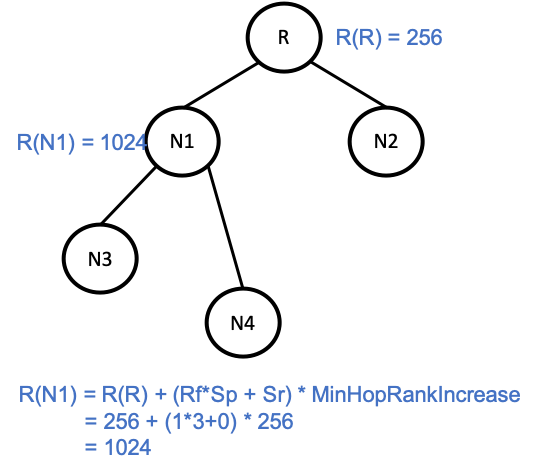 R
R(R) = 256
R(N1) = 1024
N1
N2
N3
N4
R(N1) = R(R) + (Rf*Sp + Sr) * MinHopRankIncrease
= 256 + (1*3+0) * 256
= 1024